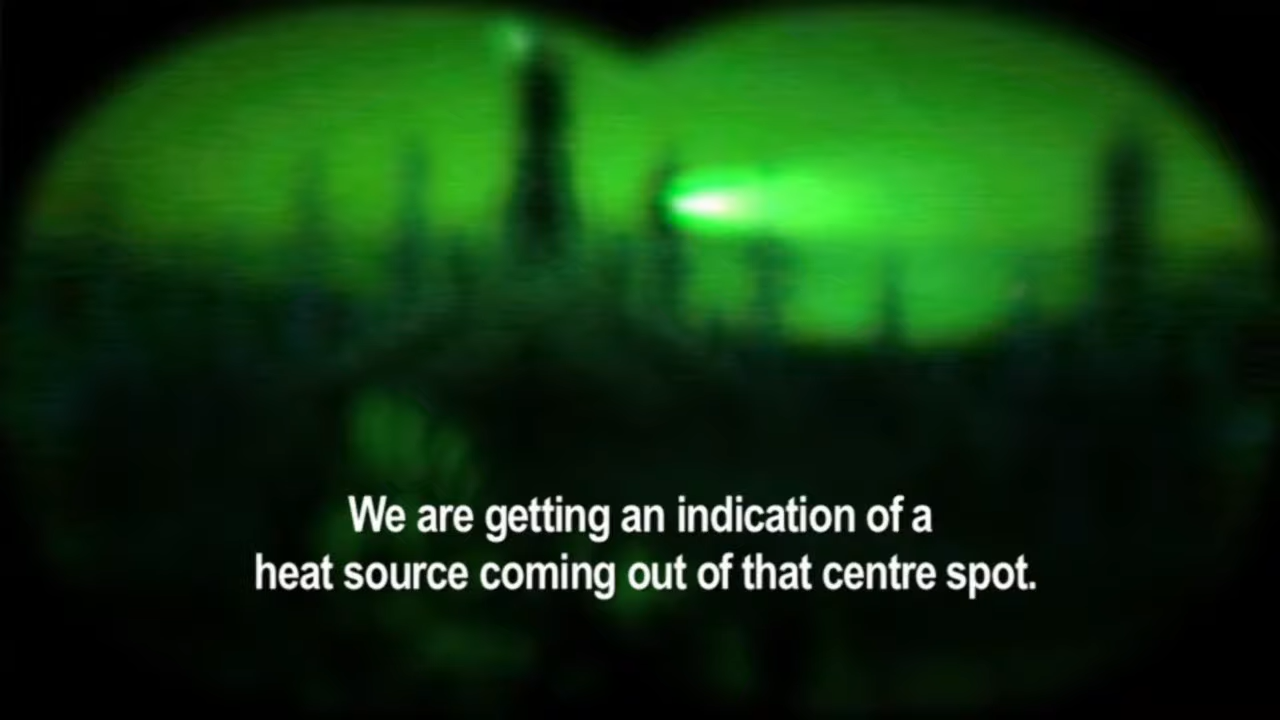 We are getting an indication of a
heat source coming out of that centre spot.